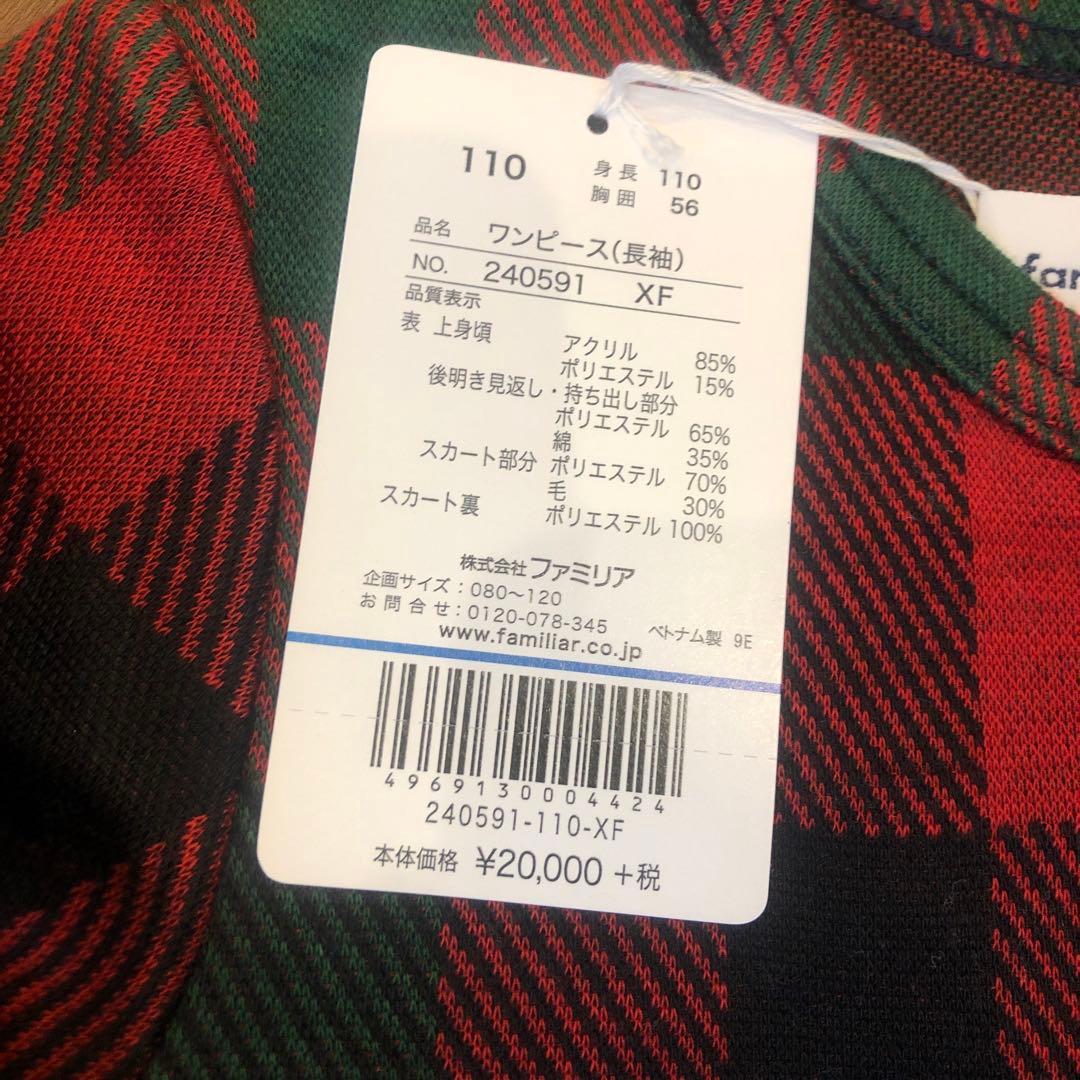 110 身長 110
胸囲 56
品名 ワンピース(長袖)
NO. 240591 XF
品質表示
表 上身頃 アクリル 85%
ポリエステル 15%
後明き見返し・持ち出し部分
ポリエステル 65%
綿 35%
スカート部分 ポリエステル 70%
毛 30%
スカート裏 ポリエステル 100%
株式会社ファミリア
企画サイズ:080〜120
お問合せ:0120-078-345 ベトナム製 9E
www.familiar.co.jp
4969130004424
240591-110-XF
本体価格 ¥20,000+税